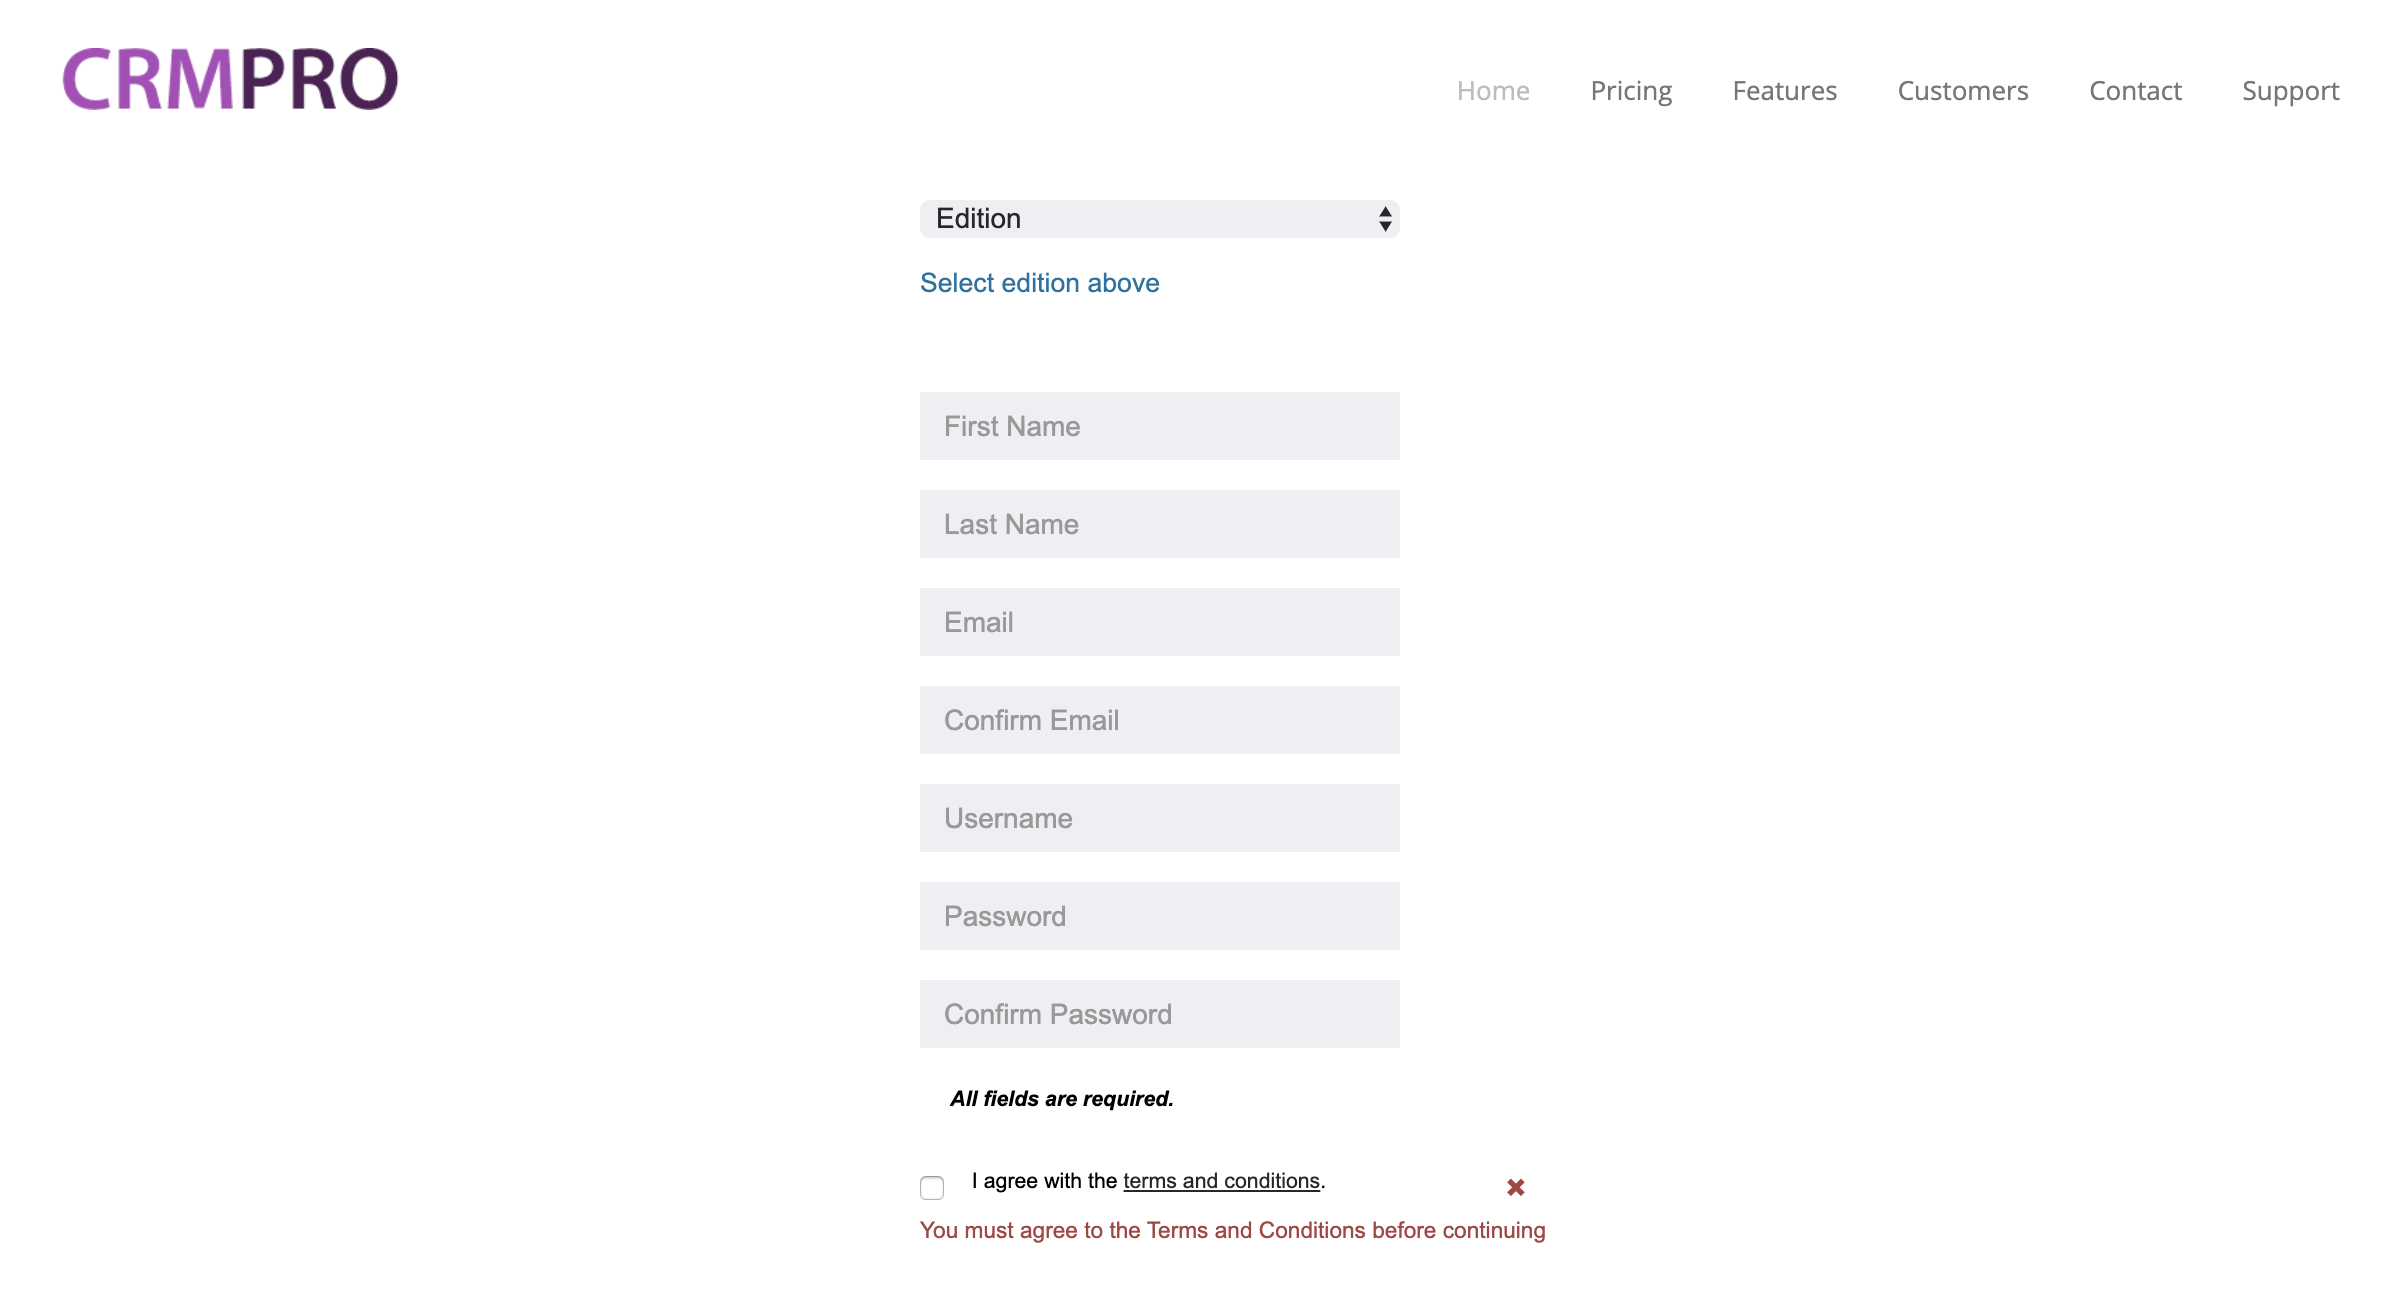 CRMPRO
Home Pricing Features Customers Contact Support
Edition
Select edition above
First Name
Last Name
Email
Confirm Email
Username
Password
Confirm Password
All fields are required.
I agree with the terms and conditions.
You must agree to the Terms and Conditions before continuing